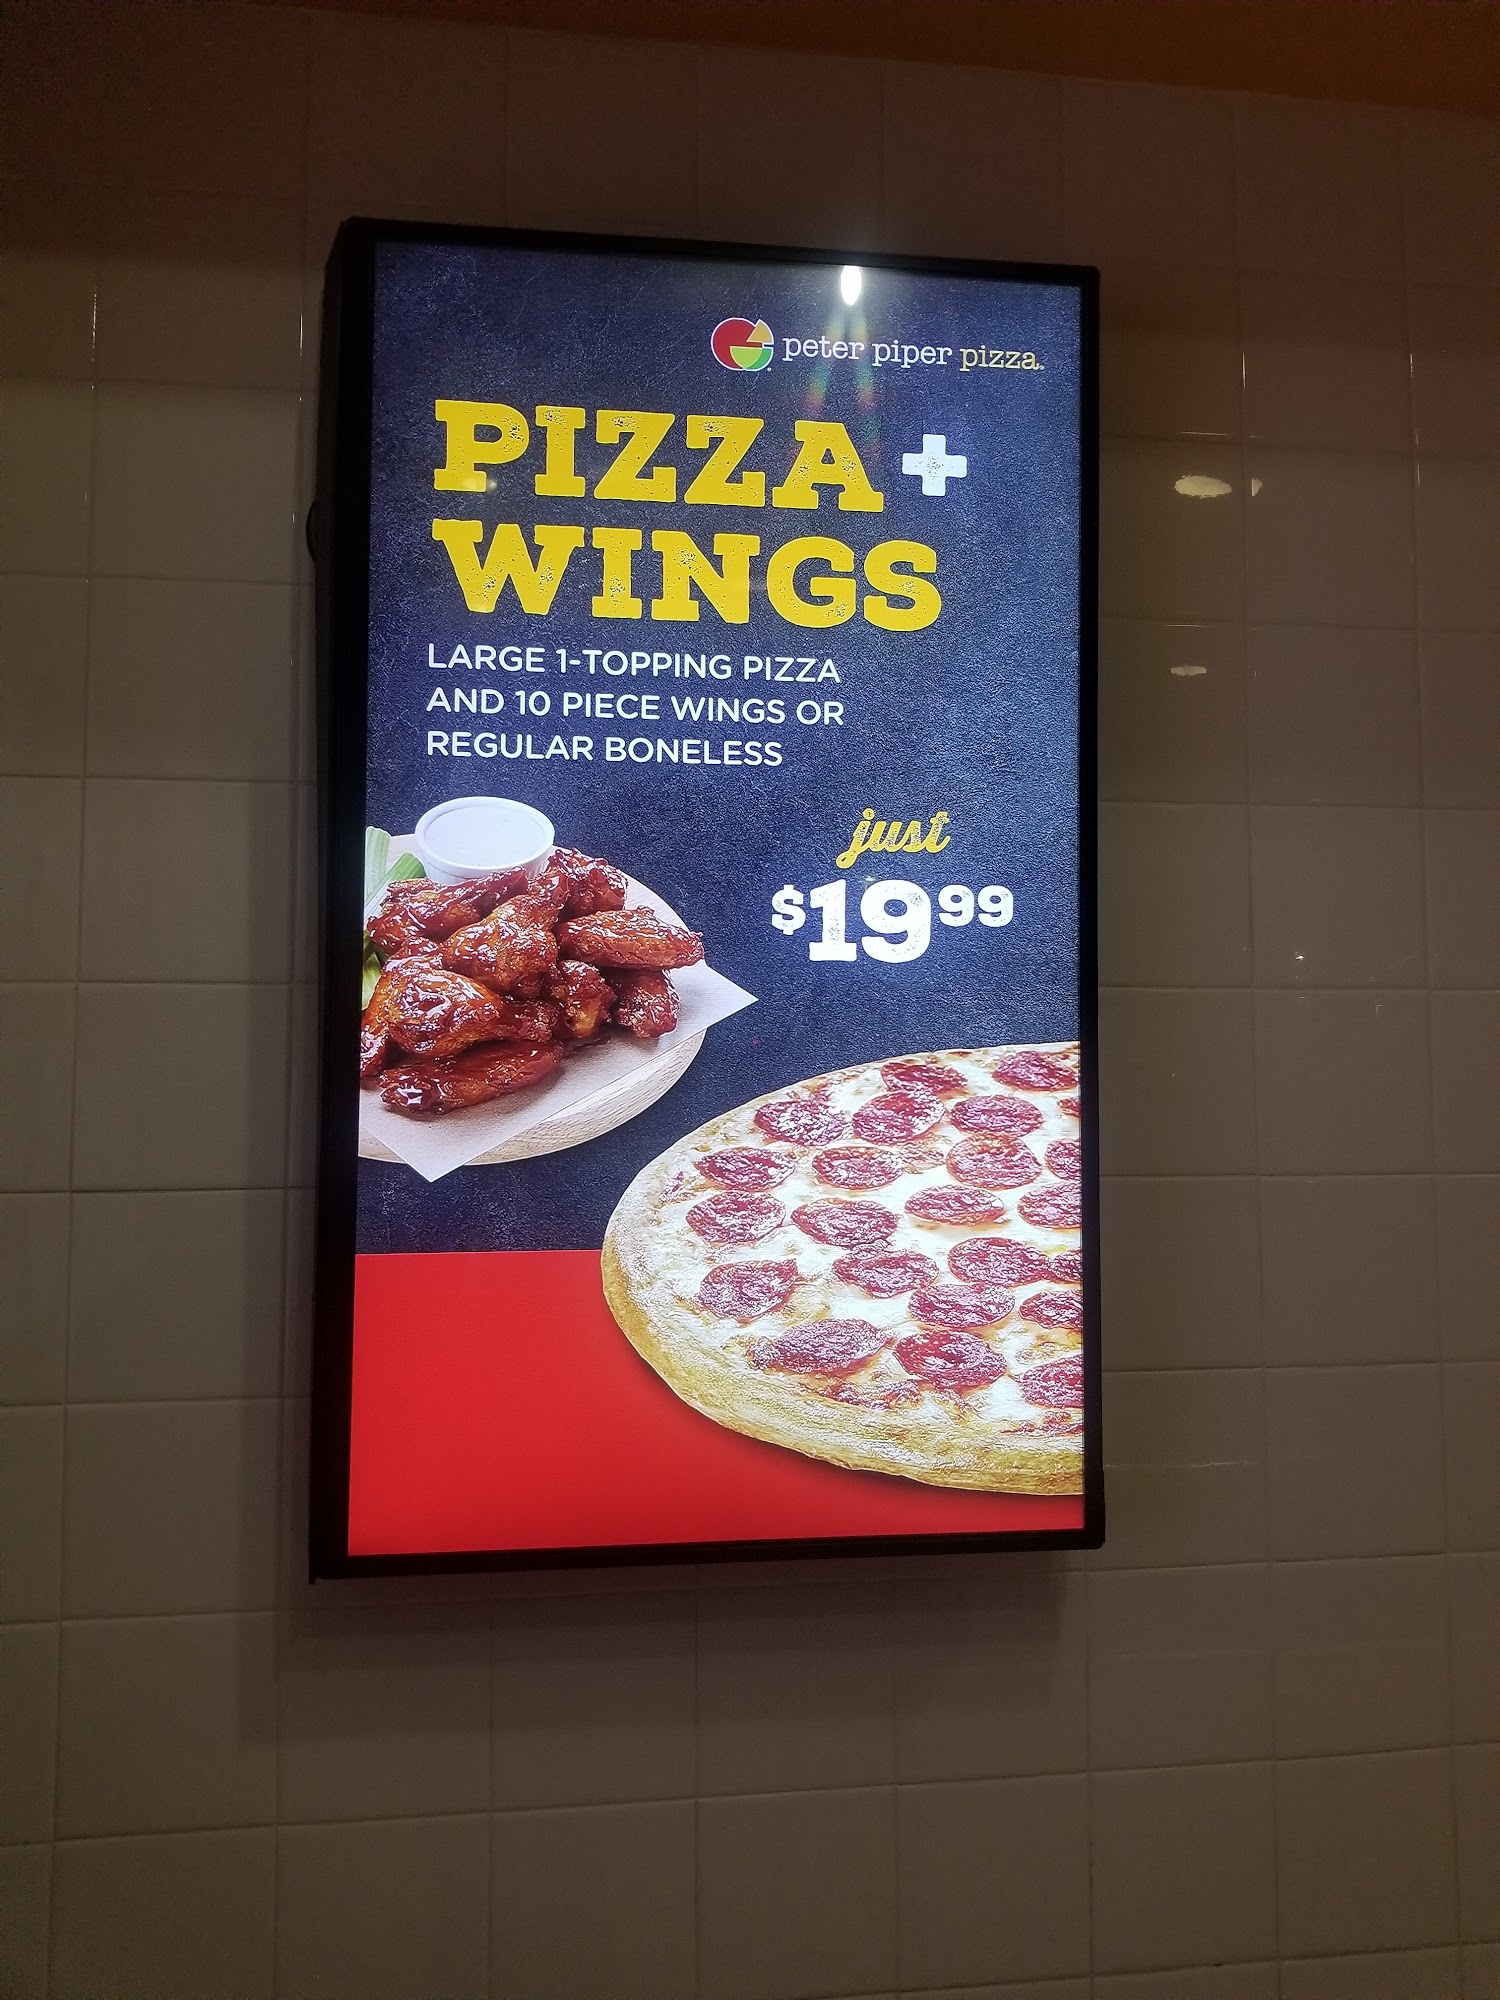 peter piper pizza.
PIZZA +
WINGS
LARGE 1-TOPPING PIZZA
AND 10 PIECE WINGS OR
REGULAR BONELESS
just
$19.99